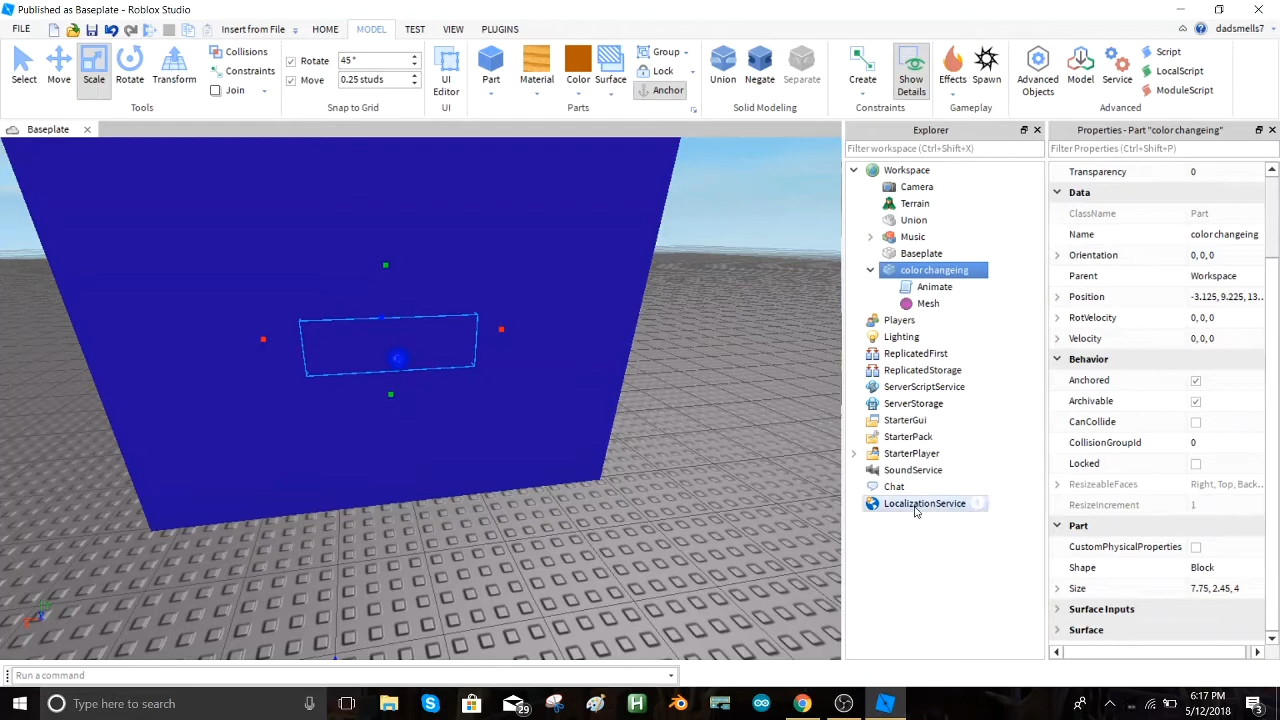 Published as Baseplate - Roblox Studio
FILE
Insert from File
HOME
MODEL
TEST
VIEW
PLUGINS
dadsmells7
Select
Move
Scale
Rotate
Transform
Collisions
Constraints
Join
Tools
Rotate
45°
Move
0.25 studs
Snap to Grid
UI
Editor
UI
Part
Material
Color
Surface
Group
Lock
Anchor
Parts
Union
Negate
Separate
Solid Modeling
Create
Show
Details
Constraints
Effects
Spawn
Gameplay
Advanced
Objects
Model
Service
Script
LocalScript
ModuleScript
Advanced
Baseplate
Explorer
Filter workspace (Ctrl+Shift+X)
Workspace
Camera
Terrain
Union
Music
Baseplate
color changeing
Animate
Mesh
Players
Lighting
ReplicatedFirst
ReplicatedStorage
ServerScriptService
ServerStorage
StarterGui
StarterPack
StarterPlayer
SoundService
Chat
LocalizationService
Properties - Part "color changeing"
Filter Properties (Ctrl+Shift+P)
Transparency 0
Data
ClassName Part
Name color changeing
Orientation 0, 0, 0
Parent Workspace
Position -3.125, 9.225, 13...
RotVelocity 0, 0, 0
Velocity 0, 0, 0
Behavior
Anchored
Archivable
CanCollide
CollisionGroupId 0
Locked
ResizeableFaces Right, Top, Back...
ResizeIncrement 1
Part
CustomPhysicalProperties
Shape Block
Size 7.75, 2.45, 4
Surface Inputs
Surface
Run a command
Type here to search
29
6:17 PM
5/12/2018
3